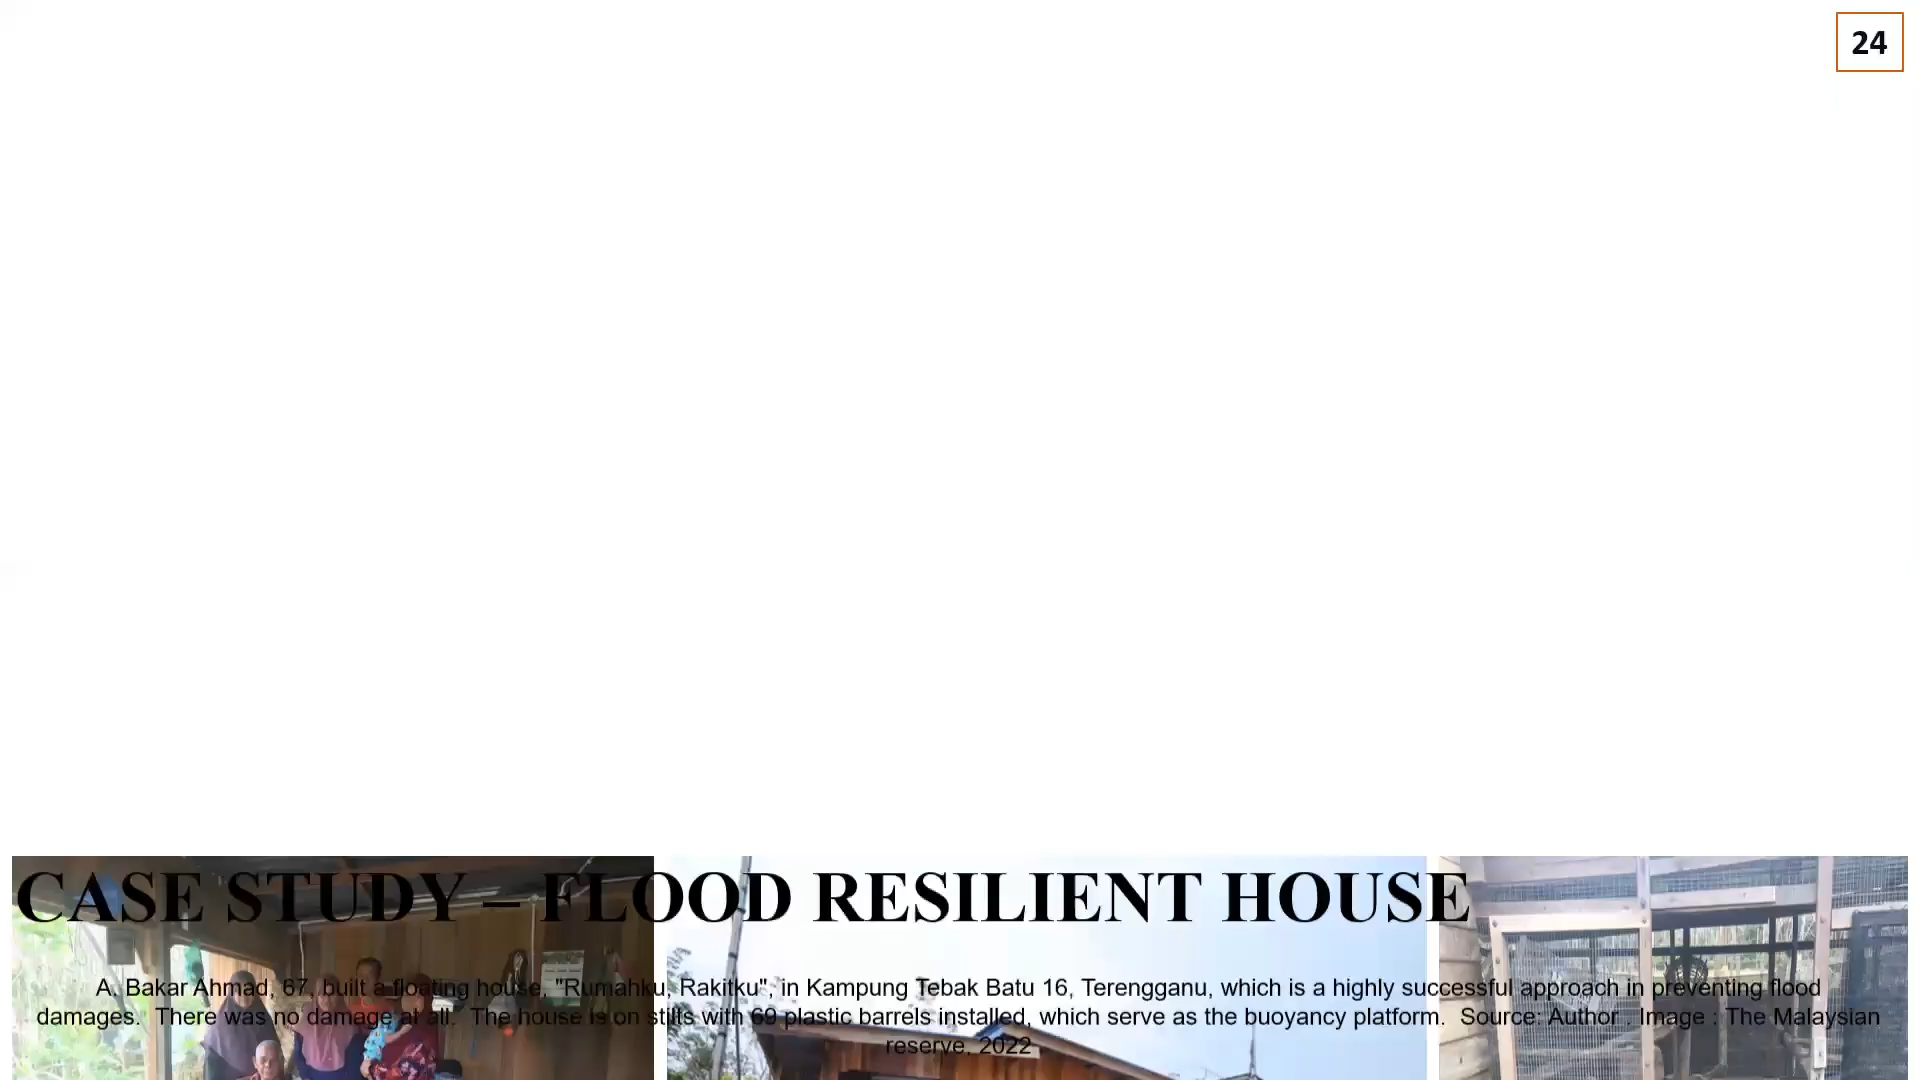 24
CASE STUDY – FLOOD RESILIENT HOUSE
A. Bakar Ahmad, 67, built a floating house, "Rumahku, Rakitku", in Kampung Tebak Batu 16, Terengganu, which is a highly successful approach in preventing flood
damages.  There was no damage at all.  The house is on stilts with 69 plastic barrels installed, which serve as the buoyancy platform.  Source: Author . Image : The Malaysian
reserve, 2022